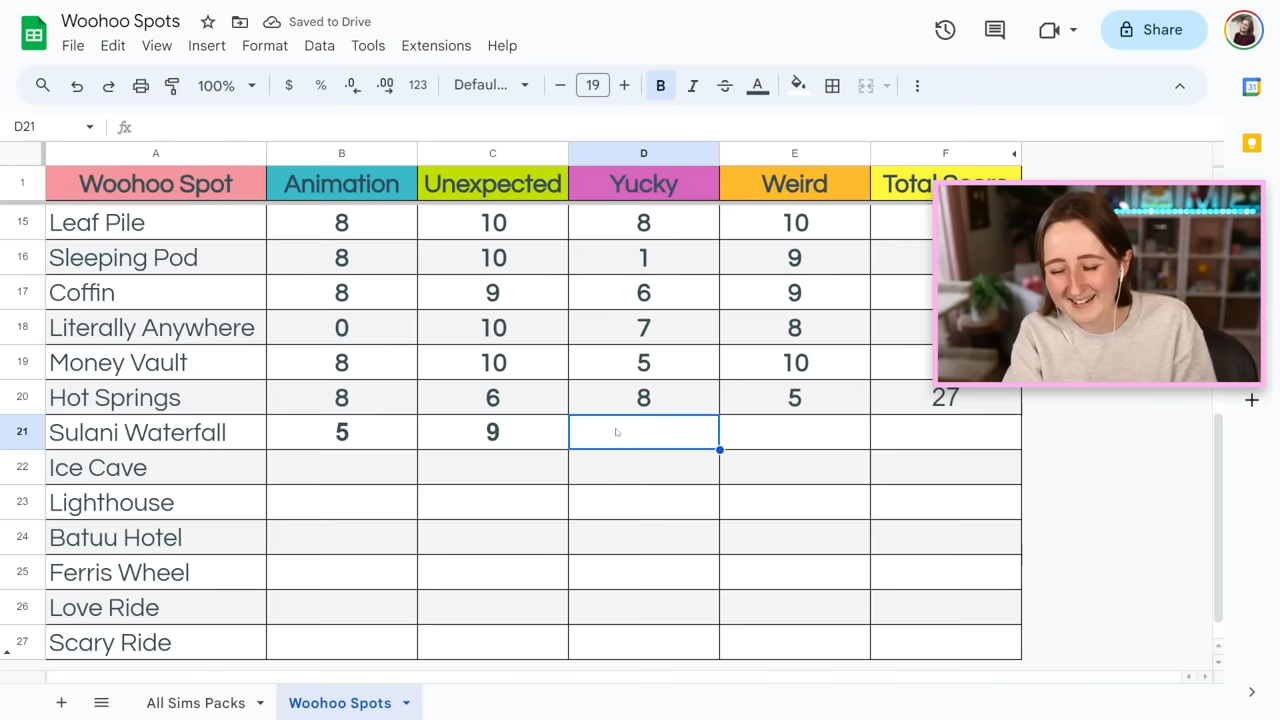 Woohoo Spots
Saved to Drive
File Edit View Insert Format Data Tools Extensions Help
Share
100% $ % .0 .00 123 Defaul... 19 B I S A
31
D21 fx
A B C D E F
1 Woohoo Spot Animation Unexpected Yucky Weird Total Score
15 Leaf Pile 8 10 8 10
16 Sleeping Pod 8 10 1 9
17 Coffin 8 9 6 9
18 Literally Anywhere 0 10 7 8
19 Money Vault 8 10 5 10
20 Hot Springs 8 6 8 5 27
21 Sulani Waterfall 5 9
22 Ice Cave
23 Lighthouse
24 Batuu Hotel
25 Ferris Wheel
26 Love Ride
27 Scary Ride
All Sims Packs Woohoo Spots